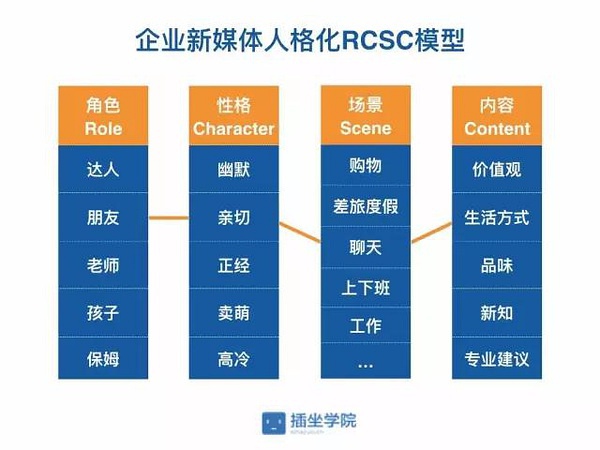 企业新媒体人格化RCSC模型
角色
Role
达人
朋友
老师
孩子
保姆
性格
Character
幽默
亲切
正经
卖萌
高冷
场景
Scene
购物
差旅度假
聊天
上下班
工作
...
内容
Content
价值观
生活方式
品味
新知
专业建议
插坐学院